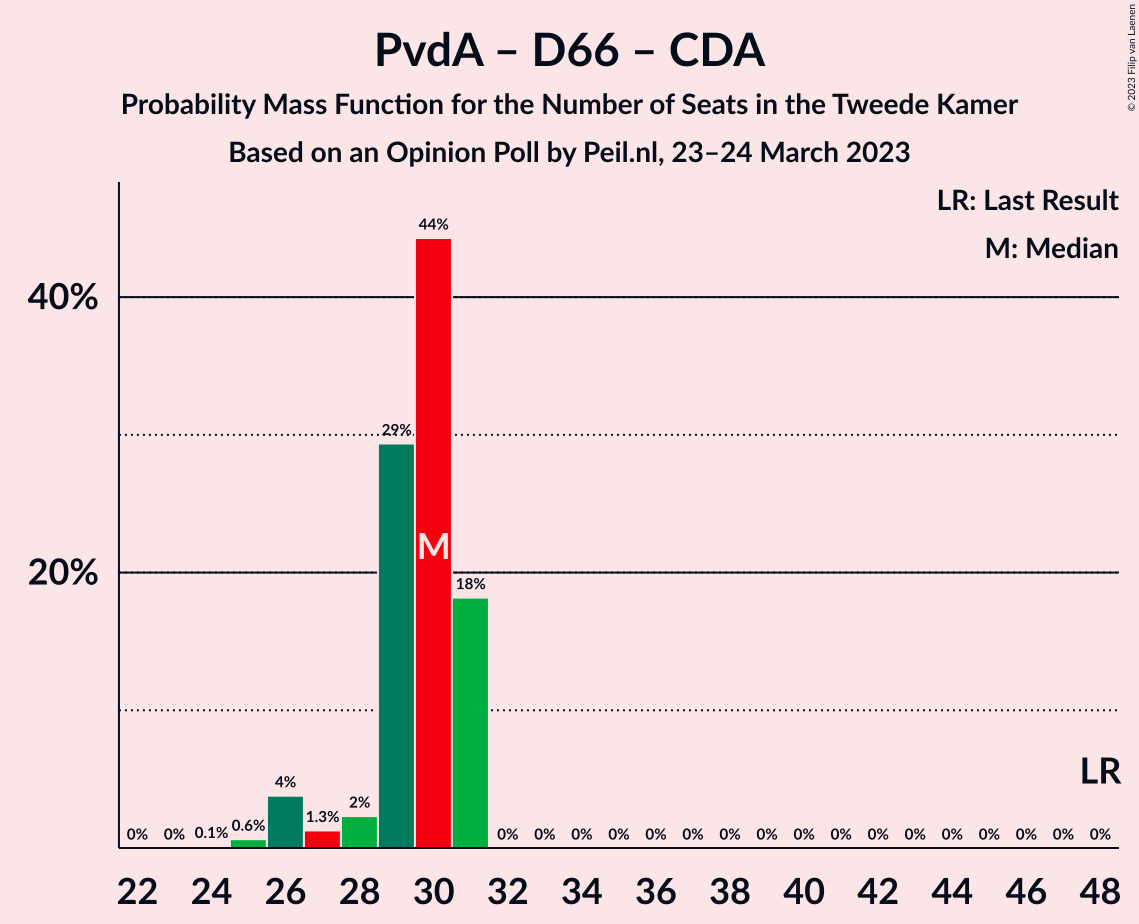 PvdA – D66 – CDA
Probability Mass Function for the Number of Seats in the Tweede Kamer
Based on an Opinion Poll by Peil.nl, 23–24 March 2023
© 2023 Filip van Laenen
LR: Last Result
M: Median
40%
20%
0% 0% 0.1% 0.6% 4% 1.3% 2% 29% 44% 18% 0% 0% 0% 0% 0% 0% 0% 0% 0% 0% 0% 0% 0% 0% 0% 0% 0%
M
LR
22 24 26 28 30 32 34 36 38 40 42 44 46 48